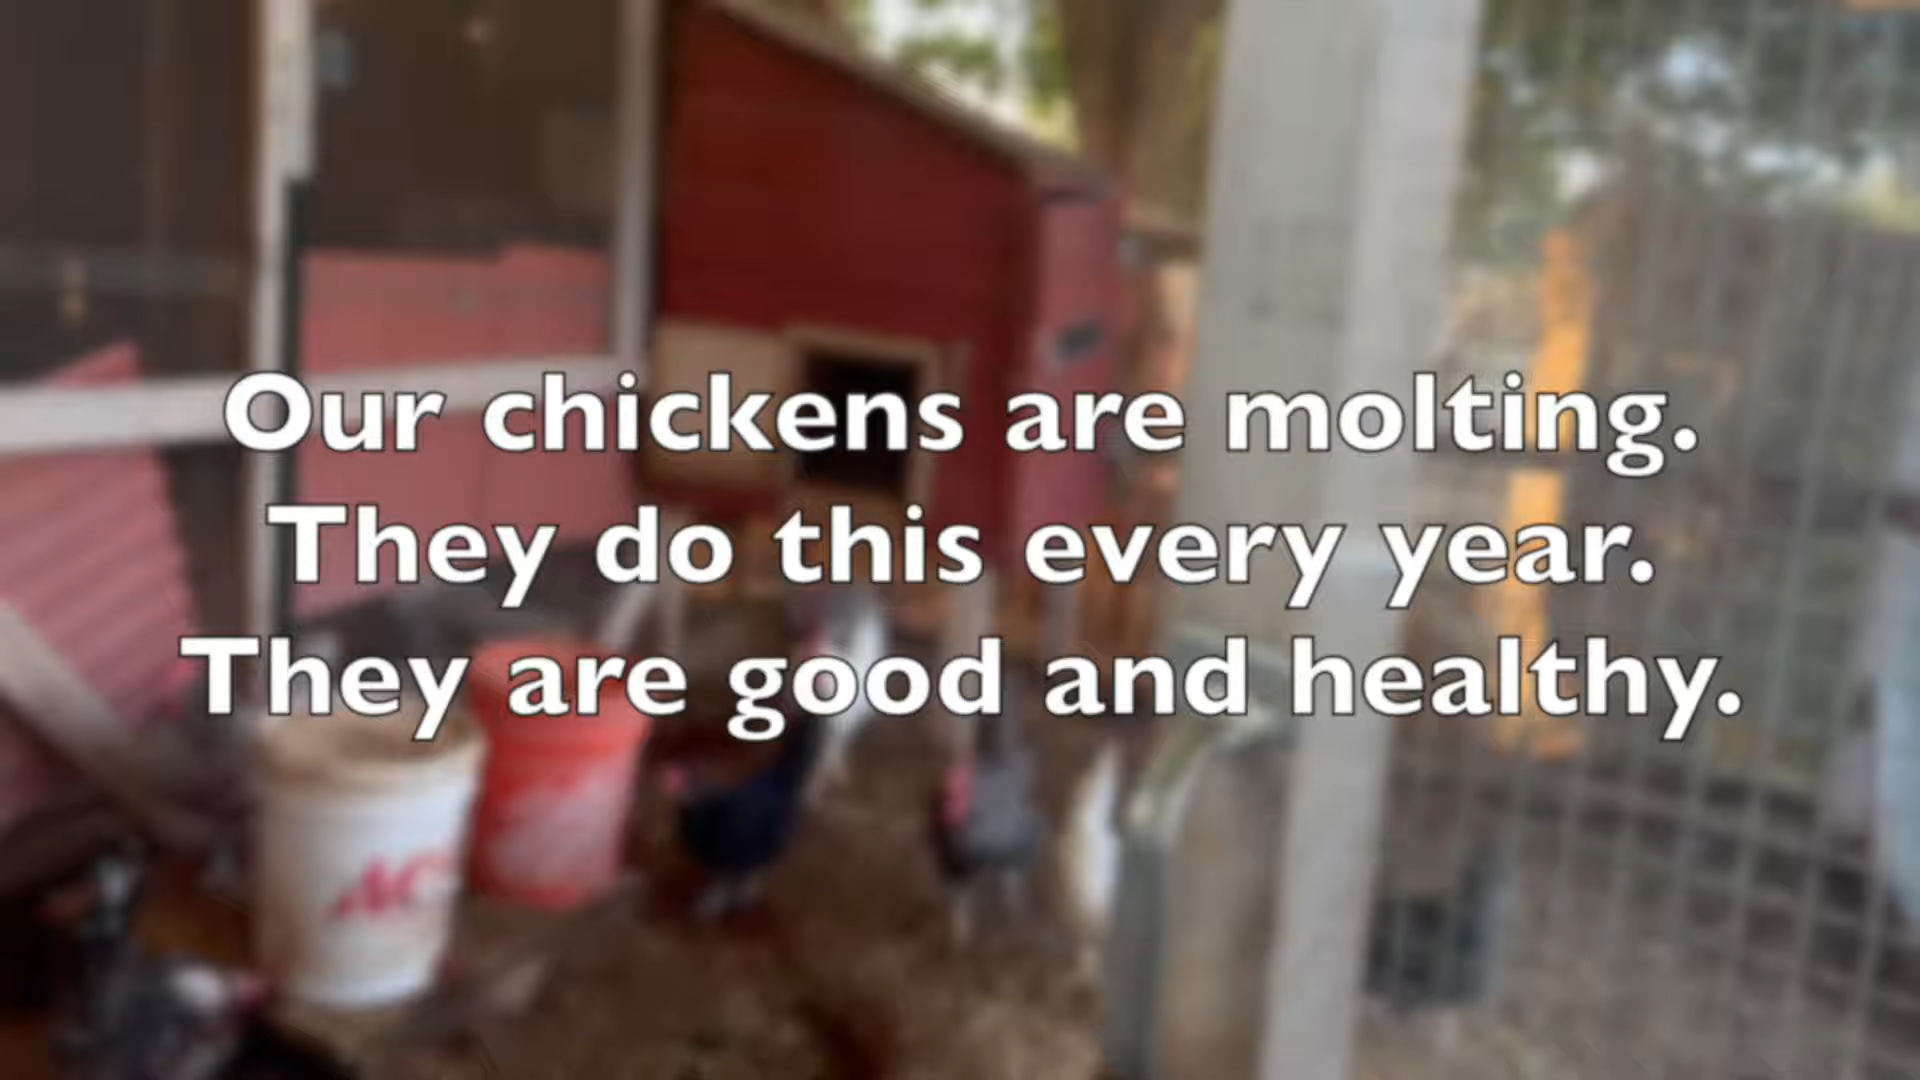 Our chickens are molting.
They do this every year.
They are good and healthy.